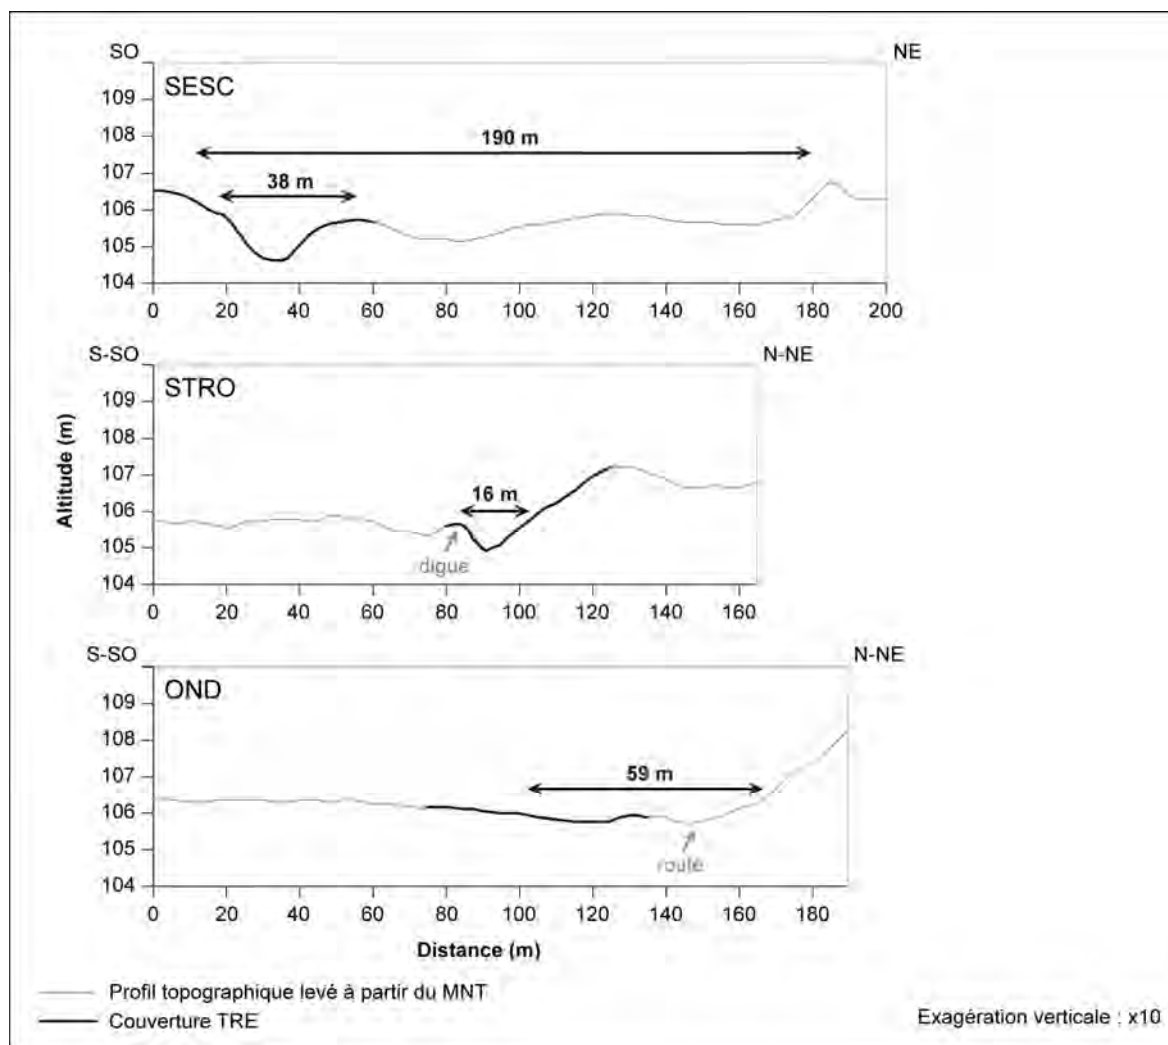 SO NE
SESC
109
108
107
106
105
104
190 m
38 m
0 20 40 60 80 100 120 140 160 180 200
S-SO N-NE
STRO
109
108
107
106
105
104
16 m
digue
0 20 40 60 80 100 120 140 160
Altitude (m)
S-SO N-NE
OND
109
108
107
106
105
104
59 m
route
0 20 40 60 80 100 120 140 160 180
Distance (m)
Profil topographique levé à partir du MNT
Couverture TRE
Exagération verticale : x10